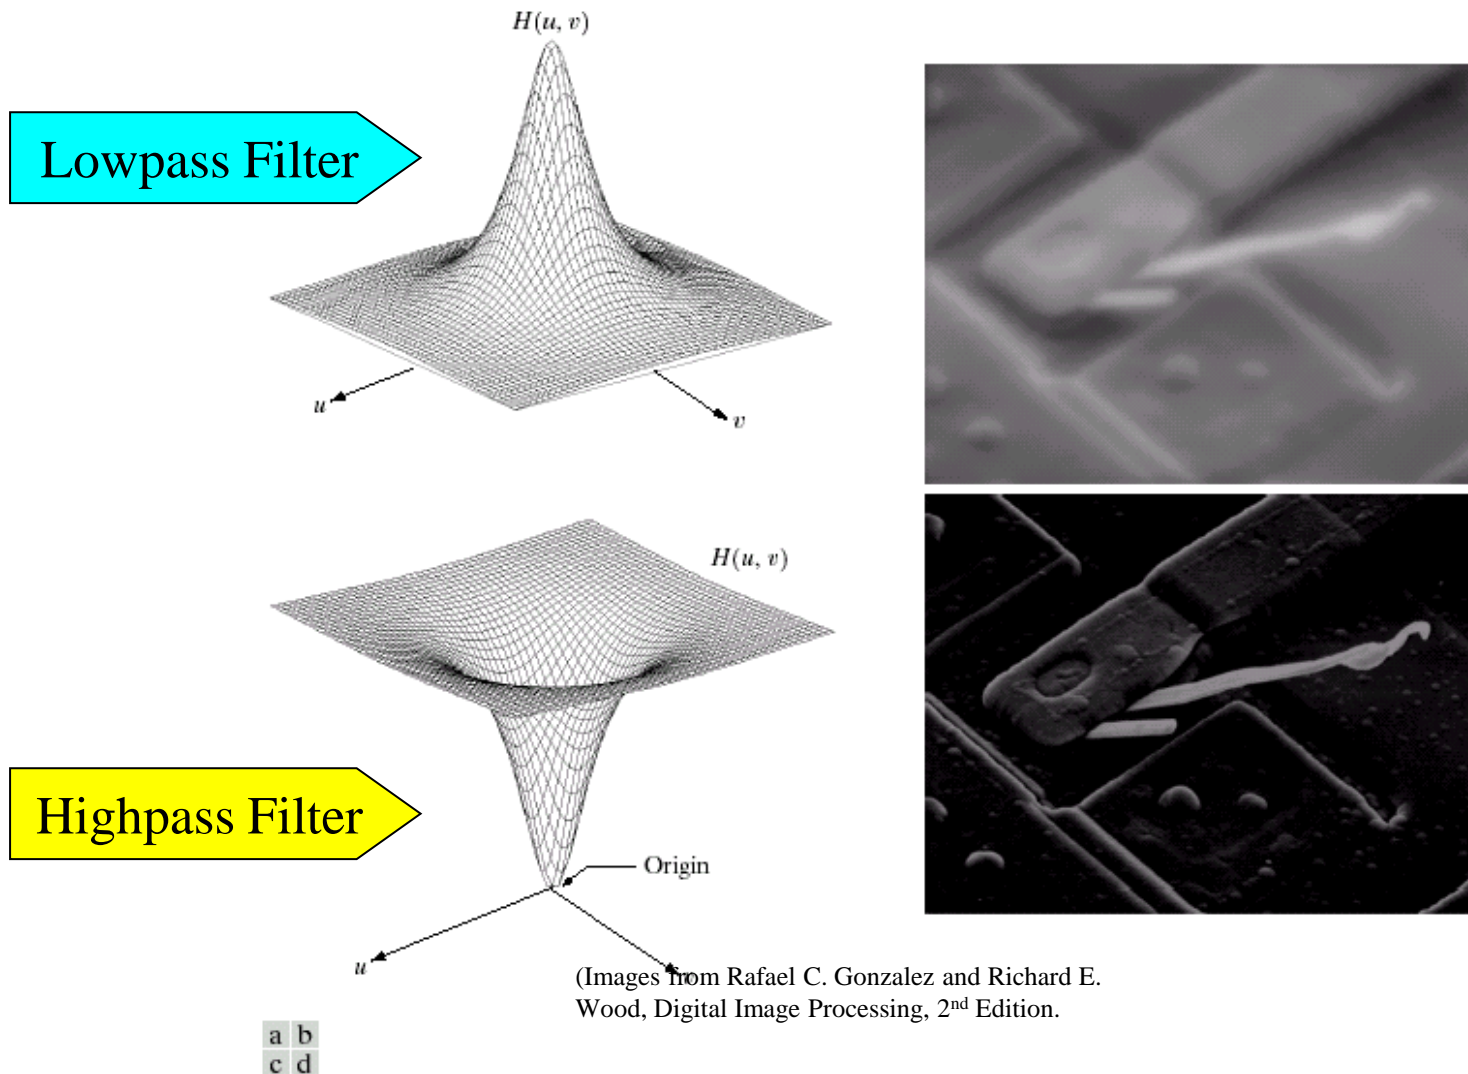 H(u, v)
Lowpass Filter
u
v
H(u, v)
Highpass Filter
Origin
u
v
(Images from Rafael C. Gonzalez and Richard E.
Wood, Digital Image Processing, 2nd Edition.
a b
c d